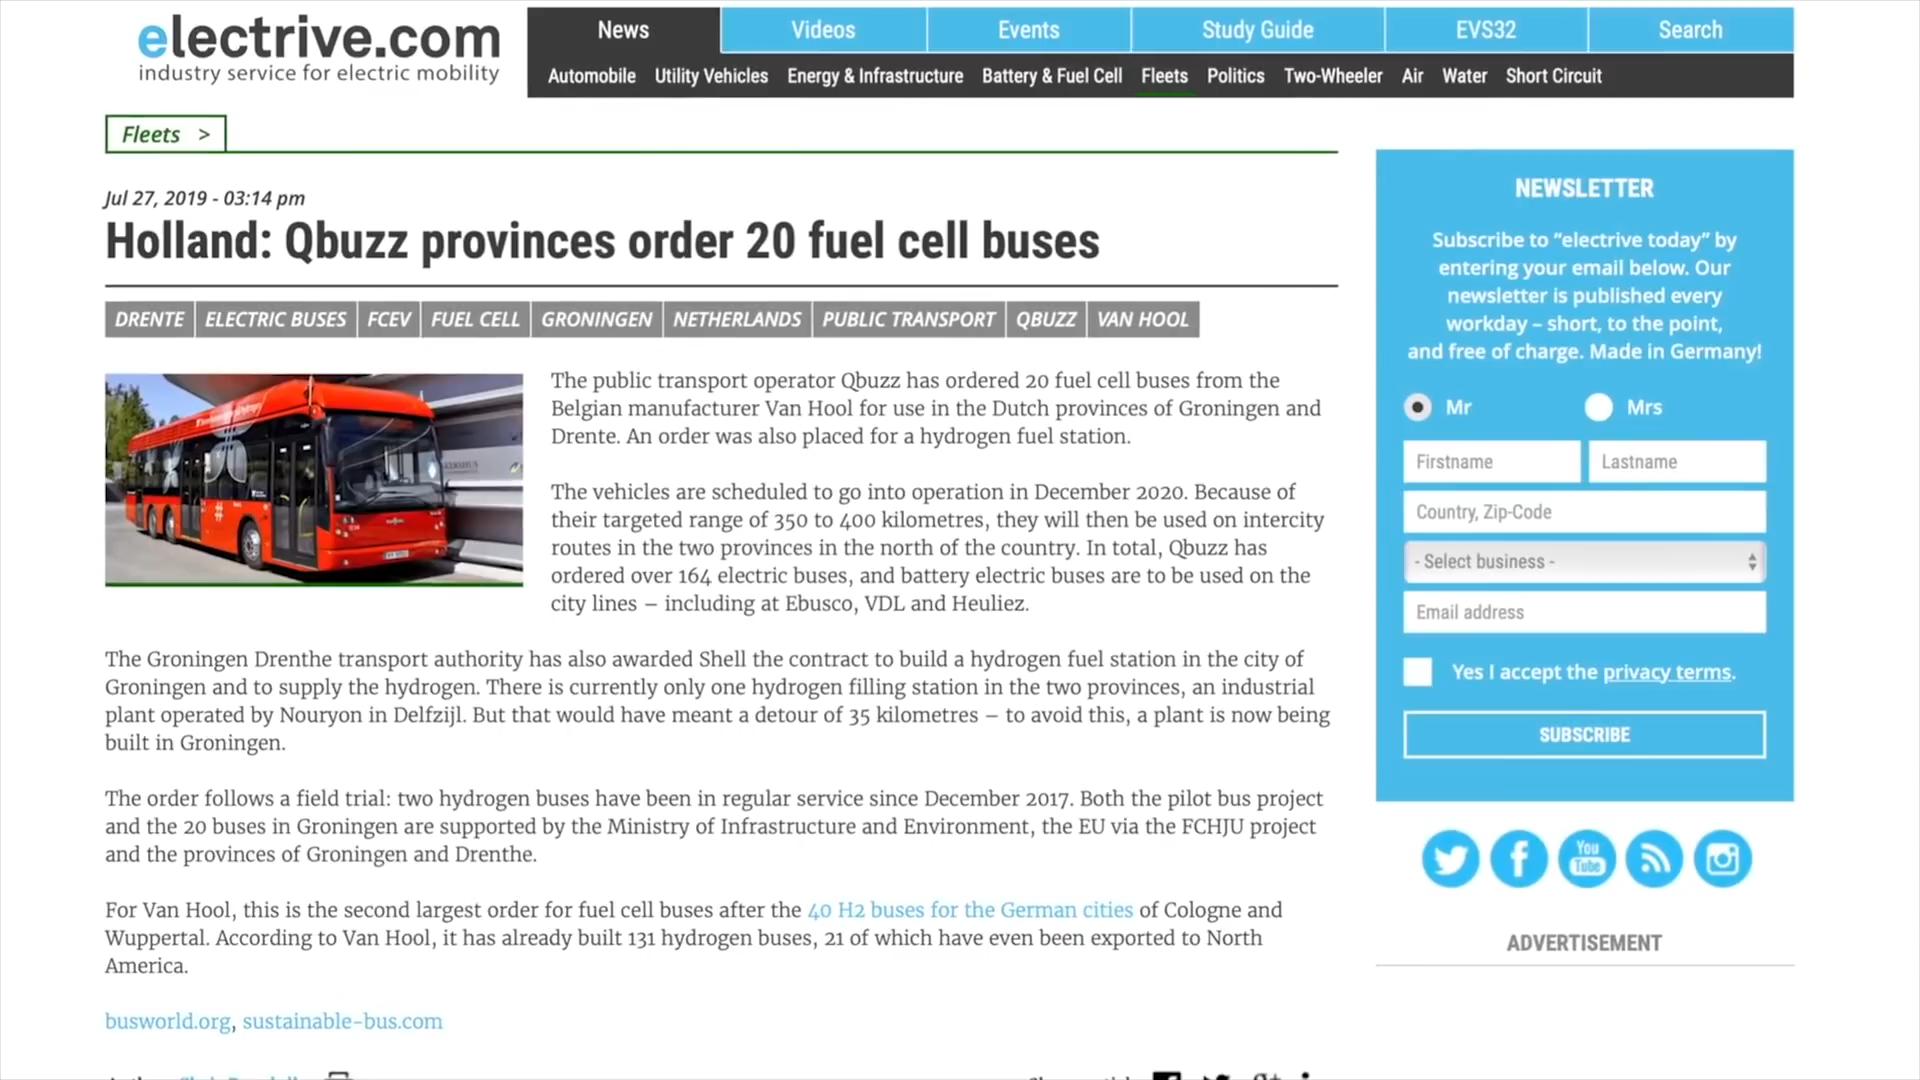 electrive.com
industry service for electric mobility
News Videos Events Study Guide EVS32 Search
Automobile Utility Vehicles Energy & Infrastructure Battery & Fuel Cell Fleets Politics Two-Wheeler Air Water Short Circuit
Fleets >
Jul 27, 2019 - 03:14 pm
Holland: Qbuzz provinces order 20 fuel cell buses
DRENTE ELECTRIC BUSES FCEV FUEL CELL GRONINGEN NETHERLANDS PUBLIC TRANSPORT QBUZZ VAN HOOL
The public transport operator Qbuzz has ordered 20 fuel cell buses from the
Belgian manufacturer Van Hool for use in the Dutch provinces of Groningen and
Drente. An order was also placed for a hydrogen fuel station.
The vehicles are scheduled to go into operation in December 2020. Because of
their targeted range of 350 to 400 kilometres, they will then be used on intercity
routes in the two provinces in the north of the country. In total, Qbuzz has
ordered over 164 electric buses, and battery electric buses are to be used on the
city lines – including at Ebusco, VDL and Heuliez.
The Groningen Drenthe transport authority has also awarded Shell the contract to build a hydrogen fuel station in the city of
Groningen and to supply the hydrogen. There is currently only one hydrogen filling station in the two provinces, an industrial
plant operated by Nouryon in Delfzijl. But that would have meant a detour of 35 kilometres – to avoid this, a plant is now being
built in Groningen.
The order follows a field trial: two hydrogen buses have been in regular service since December 2017. Both the pilot bus project
and the 20 buses in Groningen are supported by the Ministry of Infrastructure and Environment, the EU via the FCHJU project
and the provinces of Groningen and Drenthe.
For Van Hool, this is the second largest order for fuel cell buses after the 40 H2 buses for the German cities of Cologne and
Wuppertal. According to Van Hool, it has already built 131 hydrogen buses, 21 of which have even been exported to North
America.
busworld.org, sustainable-bus.com
NEWSLETTER
Subscribe to “electrive today” by
entering your email below. Our
newsletter is published every
workday – short, to the point,
and free of charge. Made in Germany!
Mr Mrs
Firstname Lastname
Country, Zip-Code
- Select business -
Email address
Yes I accept the privacy terms.
SUBSCRIBE
You
Tube
ADVERTISEMENT